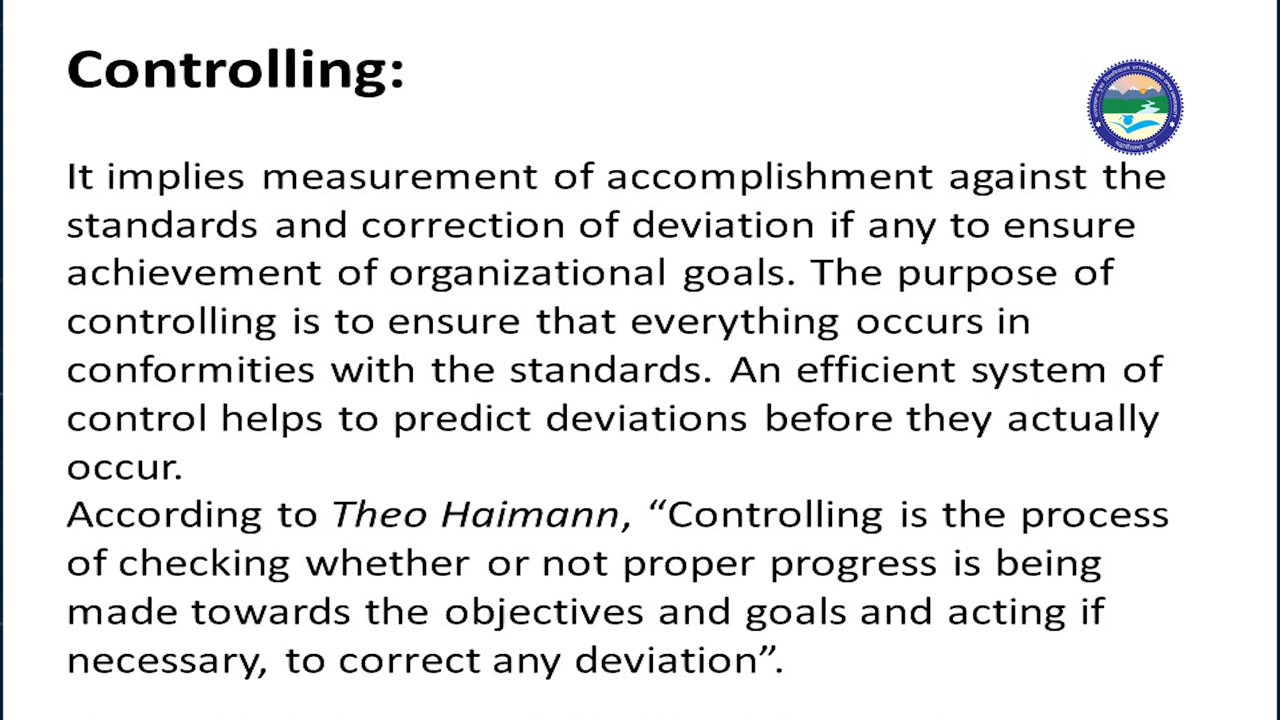 Controlling:
UTTARAKHAND OPEN UNIVERSITY
It implies measurement of accomplishment against the
standards and correction of deviation if any to ensure
achievement of organizational goals. The purpose of
controlling is to ensure that everything occurs in
conformities with the standards. An efficient system of
control helps to predict deviations before they actually
occur.
According to Theo Haimann, “Controlling is the process
of checking whether or not proper progress is being
made towards the objectives and goals and acting if
necessary, to correct any deviation”.